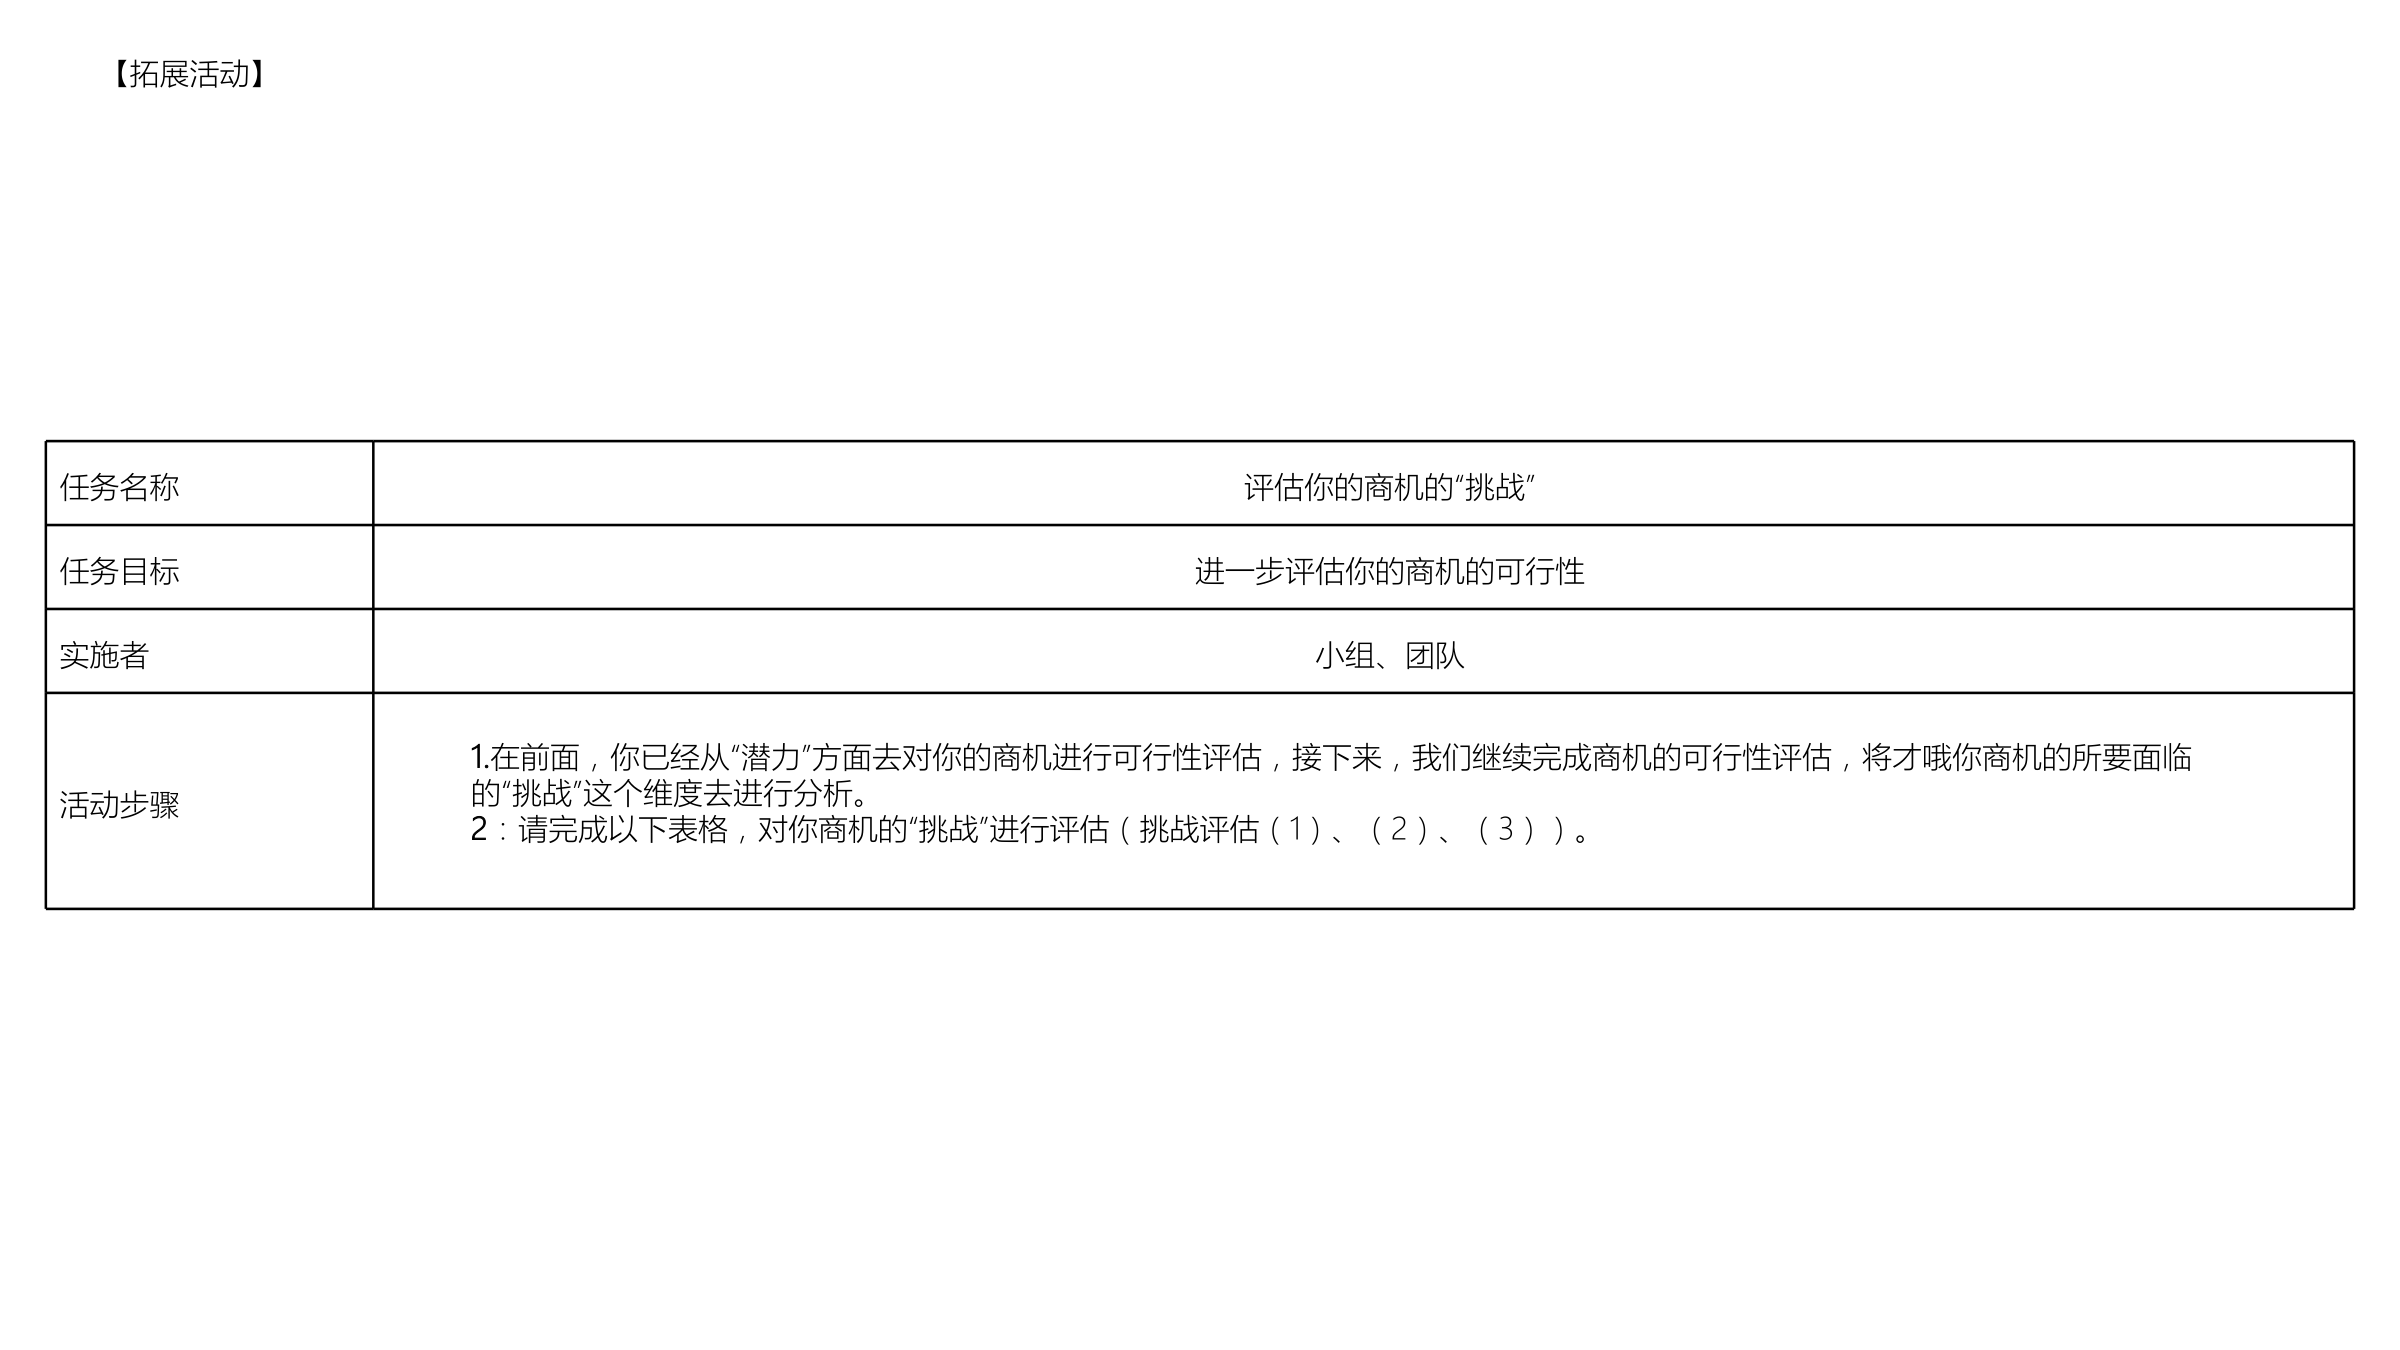 【拓展活动】
任务名称
评估你的商机的“挑战”
任务目标
进一步评估你的商机的可行性
实施者
小组、团队
活动步骤
1.在前面，你已经从“潜力”方面去对你的商机进行可行性评估，接下来，我们继续完成商机的可行性评估，将才哦你商机的所要面临
的“挑战”这个维度去进行分析。
2：请完成以下表格，对你商机的“挑战”进行评估（挑战评估（1）、（2）、（3））。